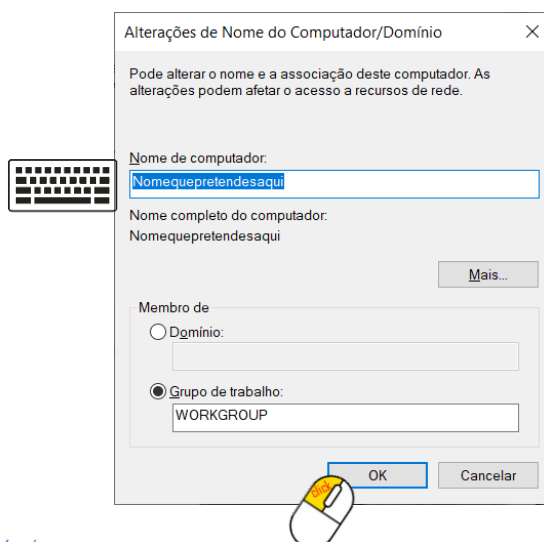 Alterações de Nome do Computador/Domínio
Pode alterar o nome e a associação deste computador. As
alterações podem afetar o acesso a recursos de rede.
Nome de computador:
Nomequepretendesaqui
Nome completo do computador:
Nomequepretendesaqui
Mais...
Membro de
Domínio:
Grupo de trabalho:
WORKGROUP
OK
Cancelar
click